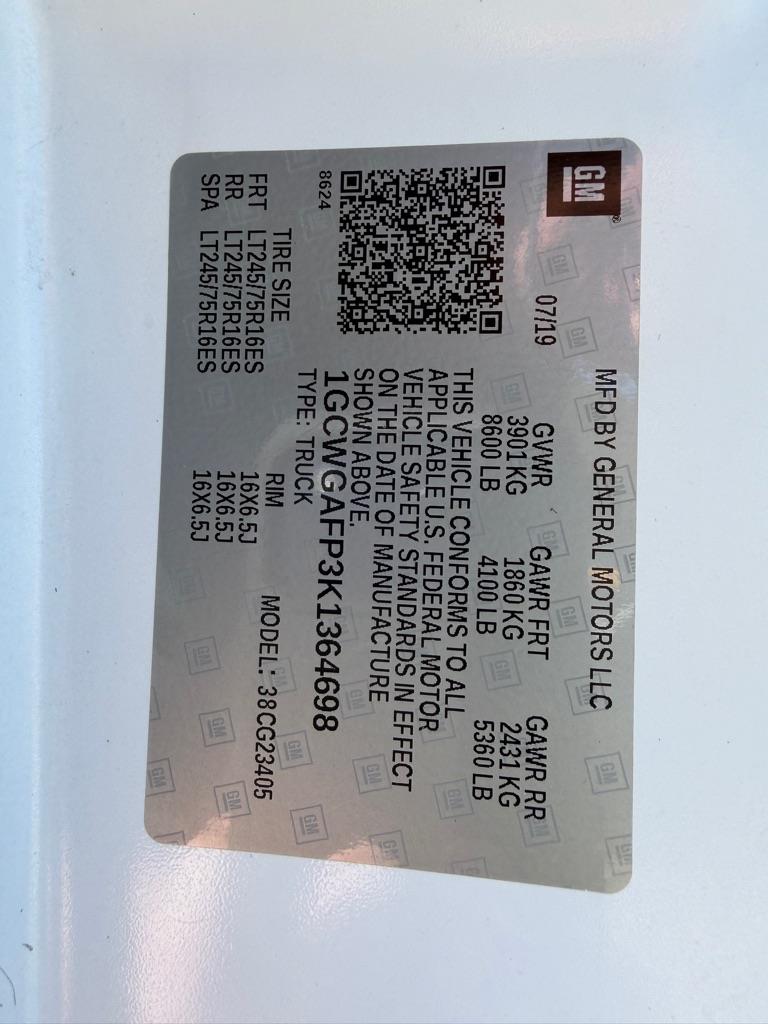 GM®
MFD BY GENERAL MOTORS LLC
07/19
GVWR GAWR FRT GAWR RR
3901 KG 1860 KG 2431 KG
8600 LB 4100 LB 5360 LB
THIS VEHICLE CONFORMS TO ALL
APPLICABLE U.S. FEDERAL MOTOR
VEHICLE SAFETY STANDARDS IN EFFECT
ON THE DATE OF MANUFACTURE
SHOWN ABOVE.
1GCWGAFP3K1364698
8624
TYPE: TRUCK
TIRE SIZE RIM MODEL: 38CG23405
FRT LT245/75R16ES 16X6.5J
RR LT245/75R16ES 16X6.5J
SPA LT245/75R16ES 16X6.5J